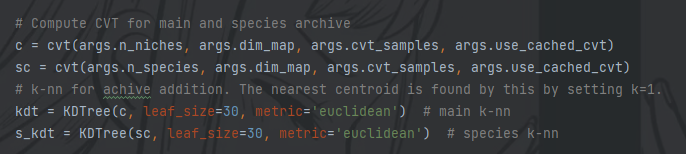 # Compute CVT for main and species archive
c = cvt(args.n_niches, args.dim_map, args.cvt_samples, args.use_cached_cvt)
sc = cvt(args.n_species, args.dim_map, args.cvt_samples, args.use_cached_cvt)
# k-nn for achive addition. The nearest centroid is found by this by setting k=1.
kdt = KDTree(c, leaf_size=30, metric='euclidean')  # main k-nn
s_kdt = KDTree(sc, leaf_size=30, metric='euclidean')  # species k-nn